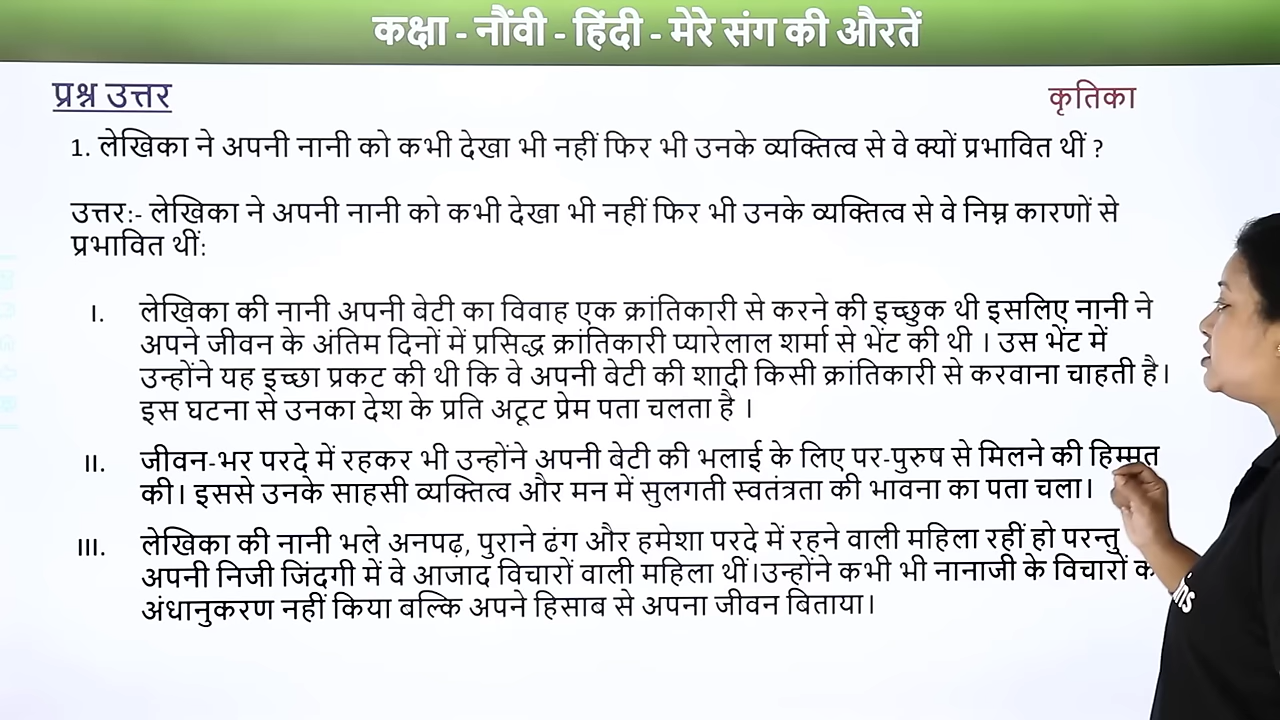 कक्षा - नौंवी - हिंदी - मेरे संग की औरतें
प्रश्न उत्तर
कृतिका
1. लेखिका ने अपनी नानी को कभी देखा भी नहीं फिर भी उनके व्यक्तित्व से वे क्यों प्रभावित थीं ?
उत्तर:- लेखिका ने अपनी नानी को कभी देखा भी नहीं फिर भी उनके व्यक्तित्व से वे निम्न कारणों से
प्रभावित थीं:
I. लेखिका की नानी अपनी बेटी का विवाह एक क्रांतिकारी से करने की इच्छुक थी इसलिए नानी ने
अपने जीवन के अंतिम दिनों में प्रसिद्ध क्रांतिकारी प्यारेलाल शर्मा से भेंट की थी । उस भेंट में
उन्होंने यह इच्छा प्रकट की थी कि वे अपनी बेटी की शादी किसी क्रांतिकारी से करवाना चाहती है।
इस घटना से उनका देश के प्रति अटूट प्रेम पता चलता है ।
II. जीवन-भर परदे में रहकर भी उन्होंने अपनी बेटी की भलाई के लिए पर-पुरुष से मिलने की हिम्मत
की। इससे उनके साहसी व्यक्तित्व और मन में सुलगती स्वतंत्रता की भावना का पता चला।
III. लेखिका की नानी भले अनपढ़, पुराने ढंग और हमेशा परदे में रहने वाली महिला रहीं हो परन्तु
अपनी निजी जिंदगी में वे आजाद विचारों वाली महिला थीं।उन्होंने कभी भी नानाजी के विचारों
अंधानुकरण नहीं किया बल्कि अपने हिसाब से अपना जीवन बिताया।